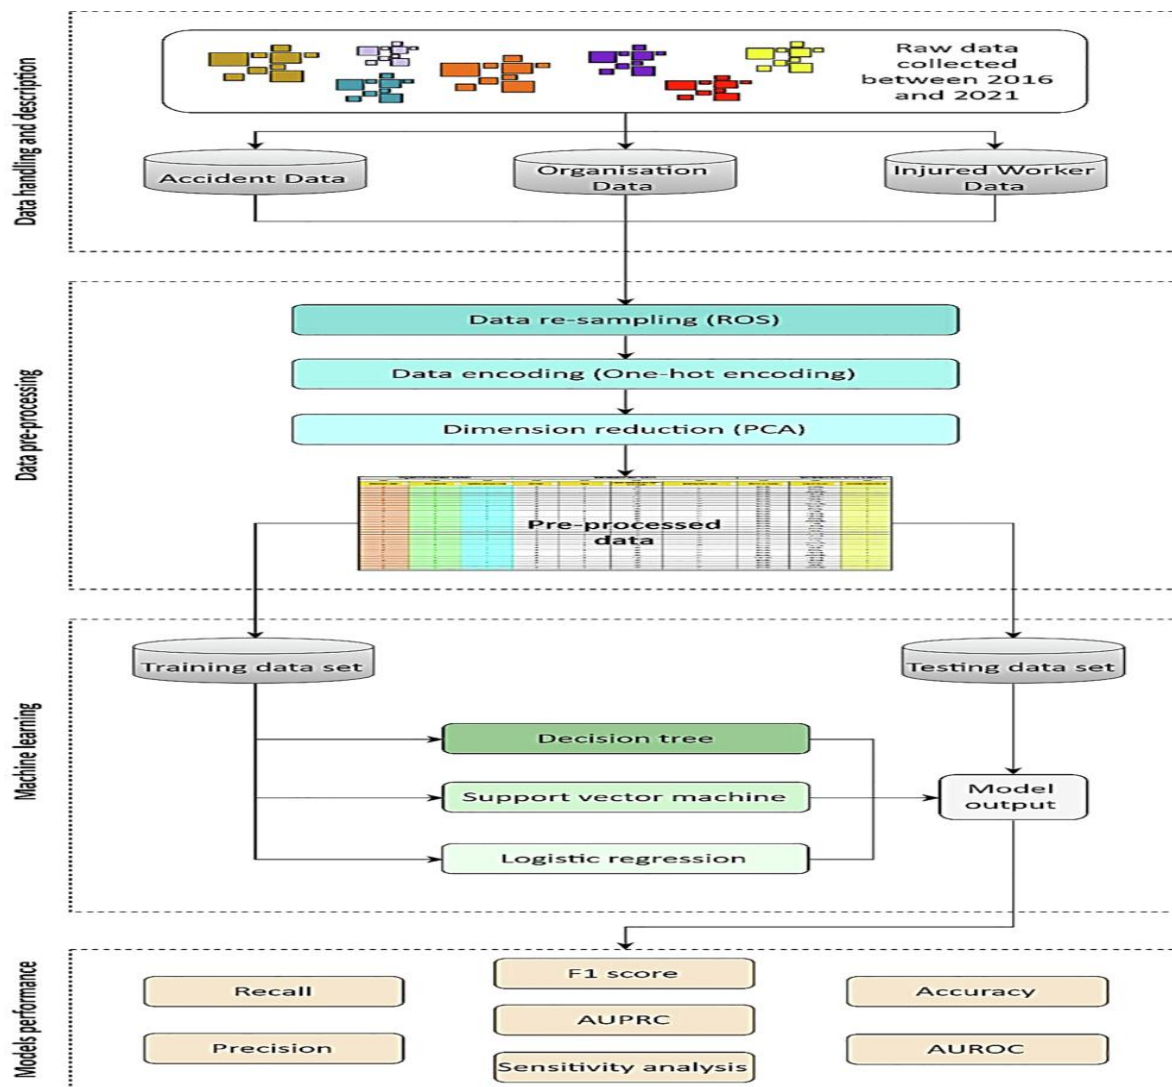 Data handling and description
Raw data
collected
between 2016
and 2021
Accident Data
Organisation
Data
Injured Worker
Data
Data pre-processing
Data re-sampling (ROS)
Data encoding (One-hot encoding)
Dimension reduction (PCA)
Pre-processed
data
Machine learning
Training data set
Testing data set
Decision tree
Support vector machine
Logistic regression
Model
output
Models performance
Recall
Precision
F1 score
AUPRC
Sensitivity analysis
Accuracy
AUROC